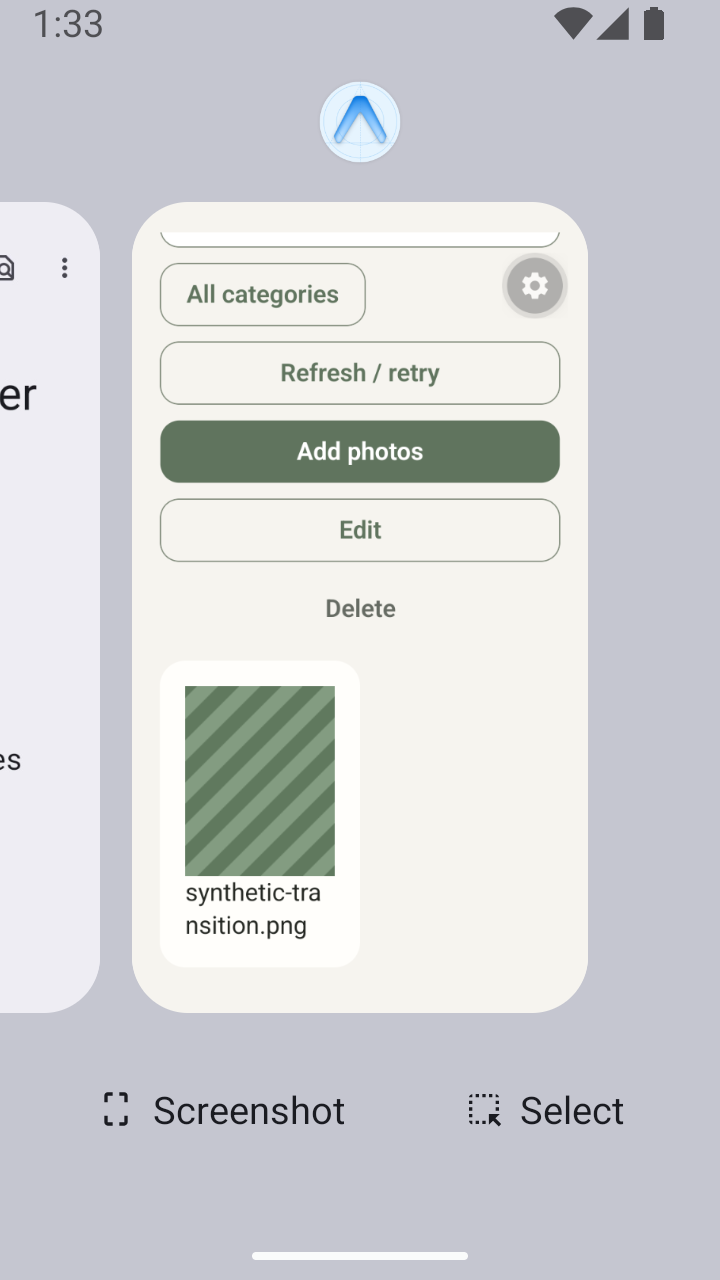 1:33
er
All categories
Refresh / retry
Add photos
Edit
Delete
es
synthetic-tra
nsition.png
Screenshot
Select